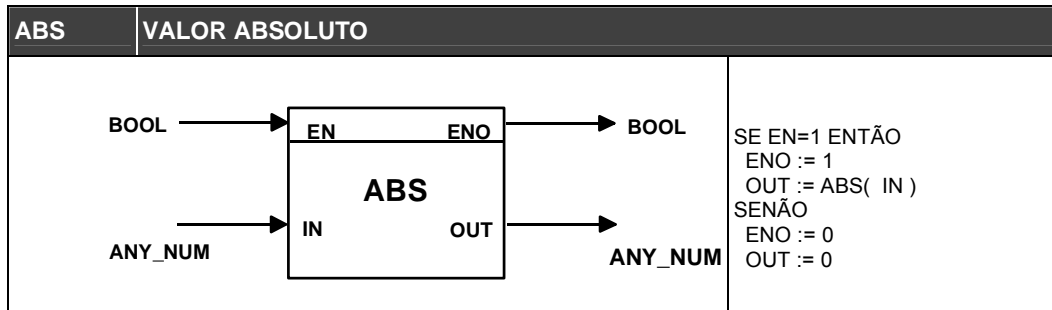 ABS VALOR ABSOLUTO
BOOL EN ENO BOOL
ABS
IN OUT
ANY_NUM ANY_NUM
SE EN=1 ENTÃO
ENO := 1
OUT := ABS( IN )
SENÃO
ENO := 0
OUT := 0